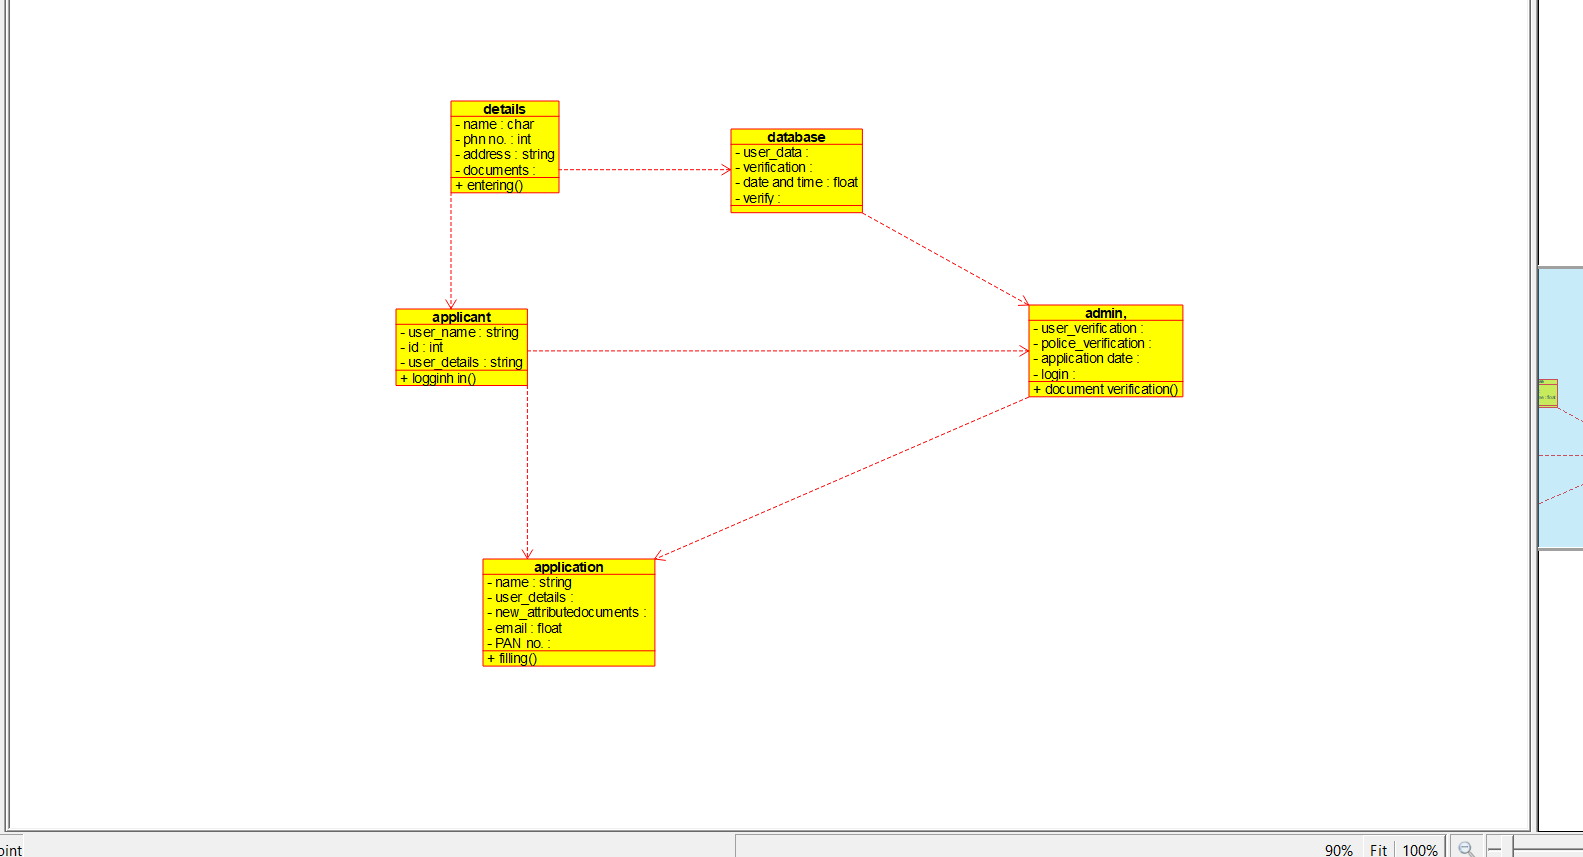 details
- name : char
- phn no. : int
- address : string
- documents :
+ entering()
database
- user_data :
- verification :
- date and time : float
- verify :
applicant
- user_name : string
- id : int
- user_details : string
+ logginh in()
admin,
- user_verification :
- police_verification :
- application date :
- login :
+ document verification()
application
- name : string
- user_details :
- new_attributedocuments :
- email : float
- PAN no. :
+ filling()
oint
90%
Fit
100%